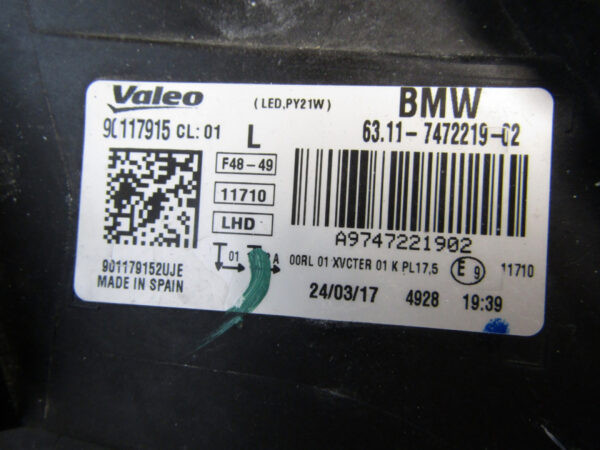 Valeo
(LED,PY21W)
BMW
90117915 CL:01
L
63.11-7472219-02
F48-49
11710
LHD
A9747221902
01 A
00RL 01 XVCTER 01 K PL17,5
E9
11710
901179152UJE
MADE IN SPAIN
24/03/17 4928 19:39